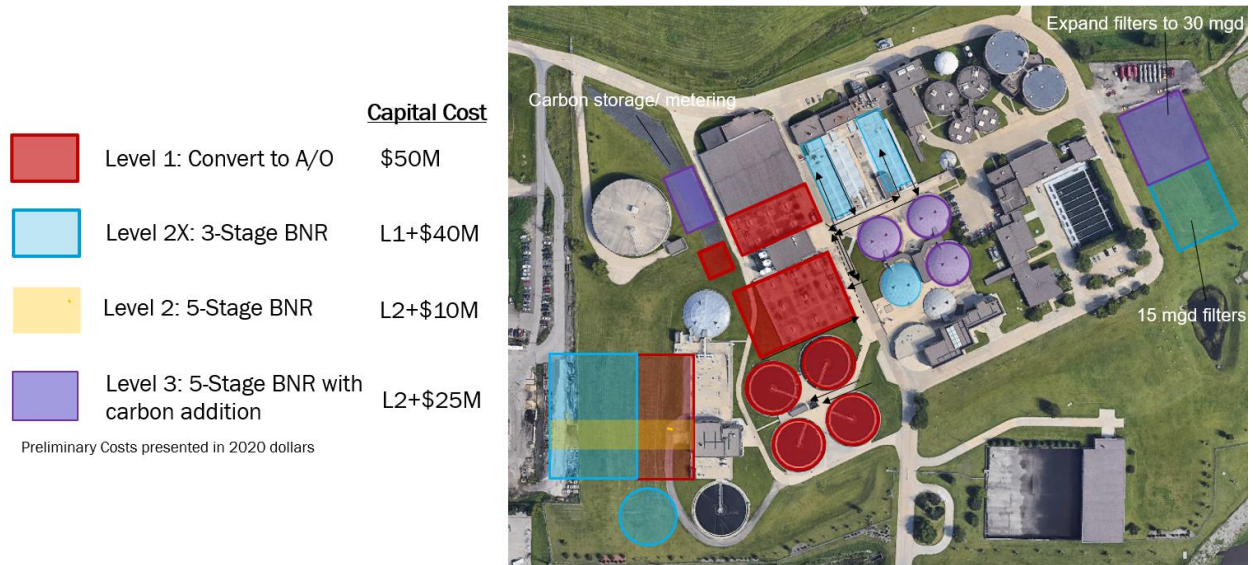 Capital Cost
Level 1: Convert to A/O
$50M
Level 2X: 3-Stage BNR
L1+$40M
Level 2: 5-Stage BNR
L2+$10M
Level 3: 5-Stage BNR with
carbon addition
L2+$25M
Preliminary Costs presented in 2020 dollars
Expand filters to 30 mgd
Carbon storage/ metering
15 mgd filters